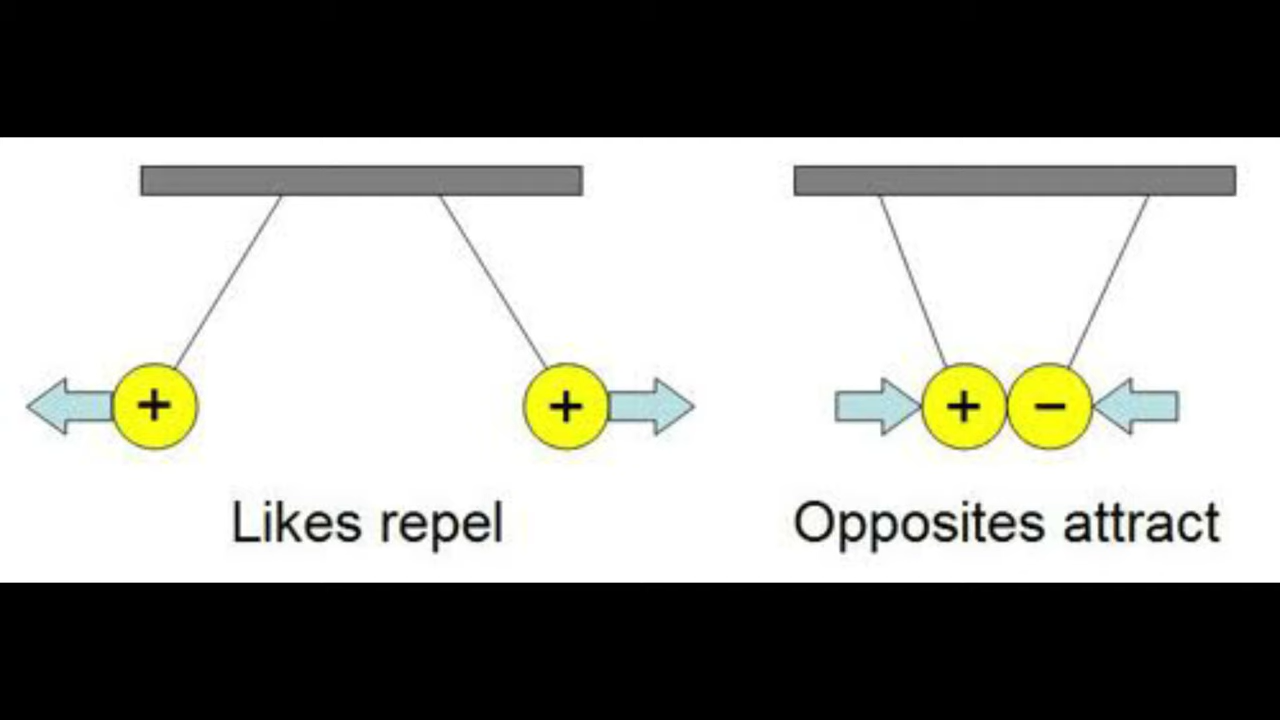 + + + −
Likes repel Opposites attract